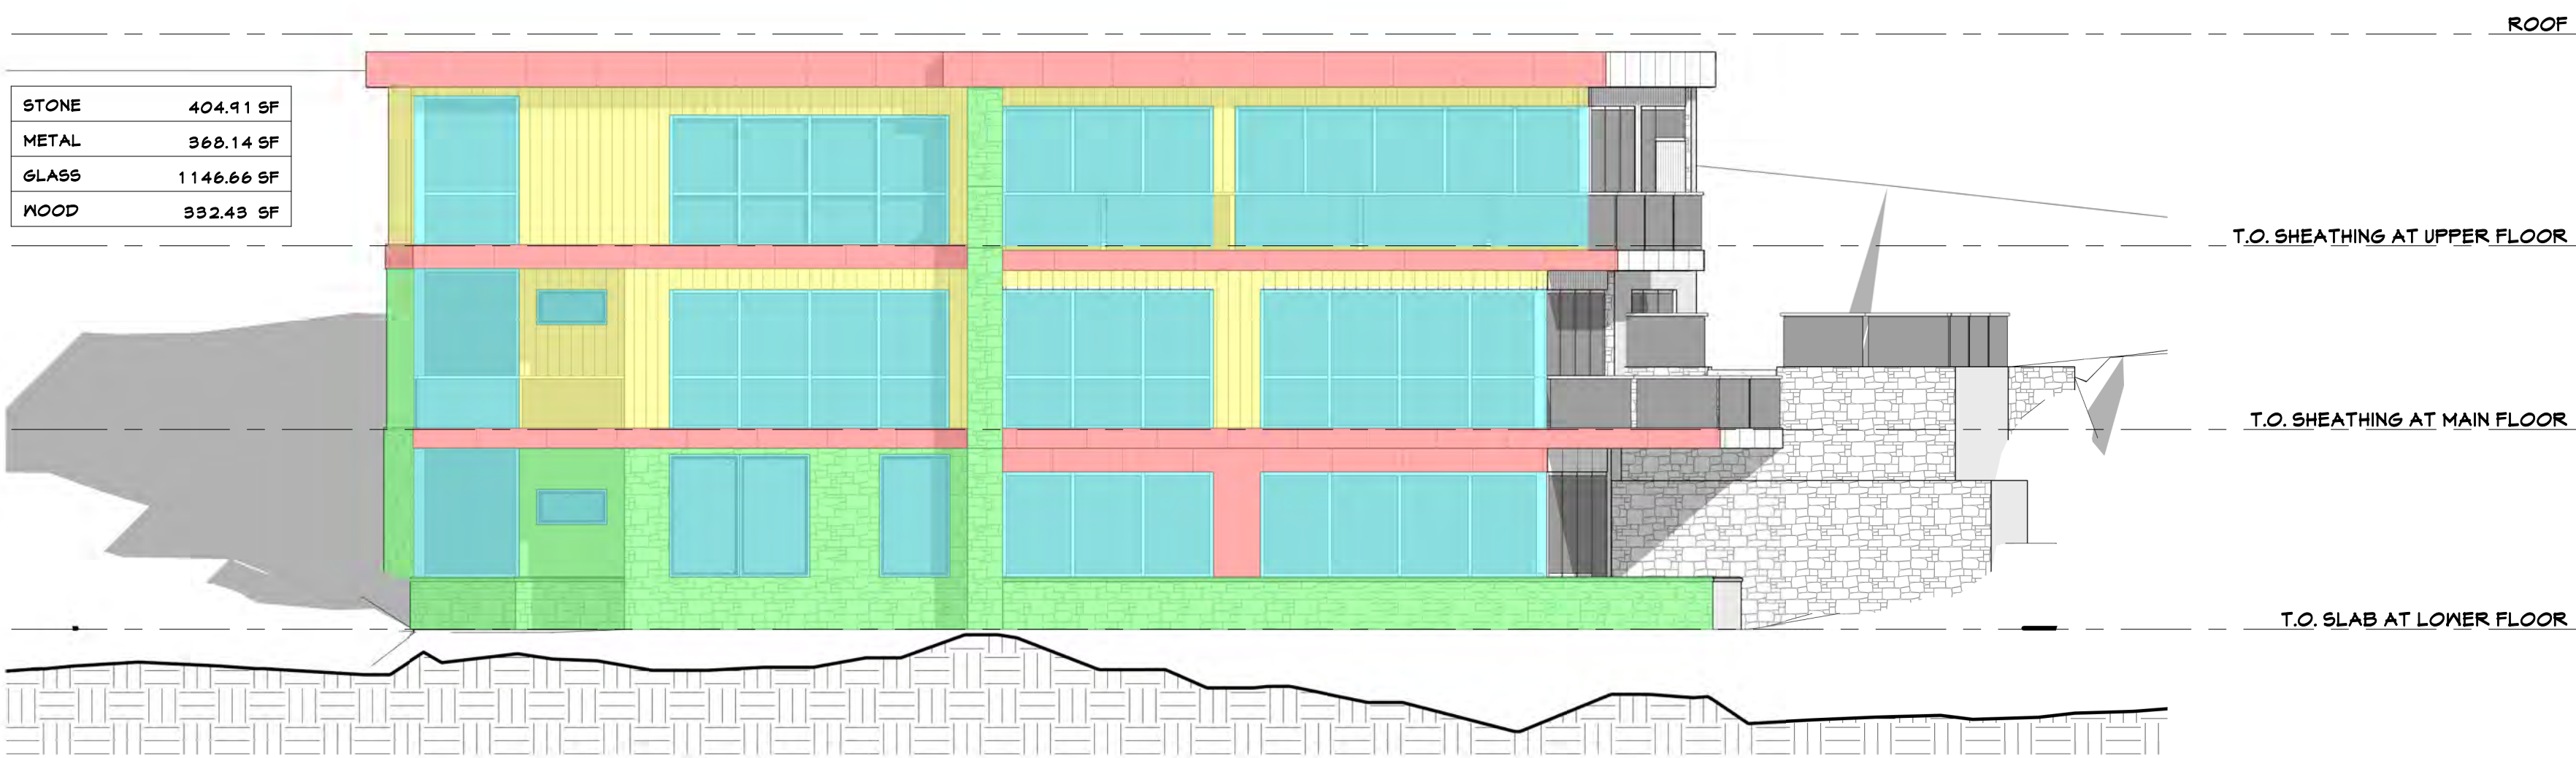 ROOF
STONE 404.91 SF
METAL 368.14 SF
GLASS 1146.66 SF
WOOD 332.43 SF
T.O. SHEATHING AT UPPER FLOOR
T.O. SHEATHING AT MAIN FLOOR
T.O. SLAB AT LOWER FLOOR